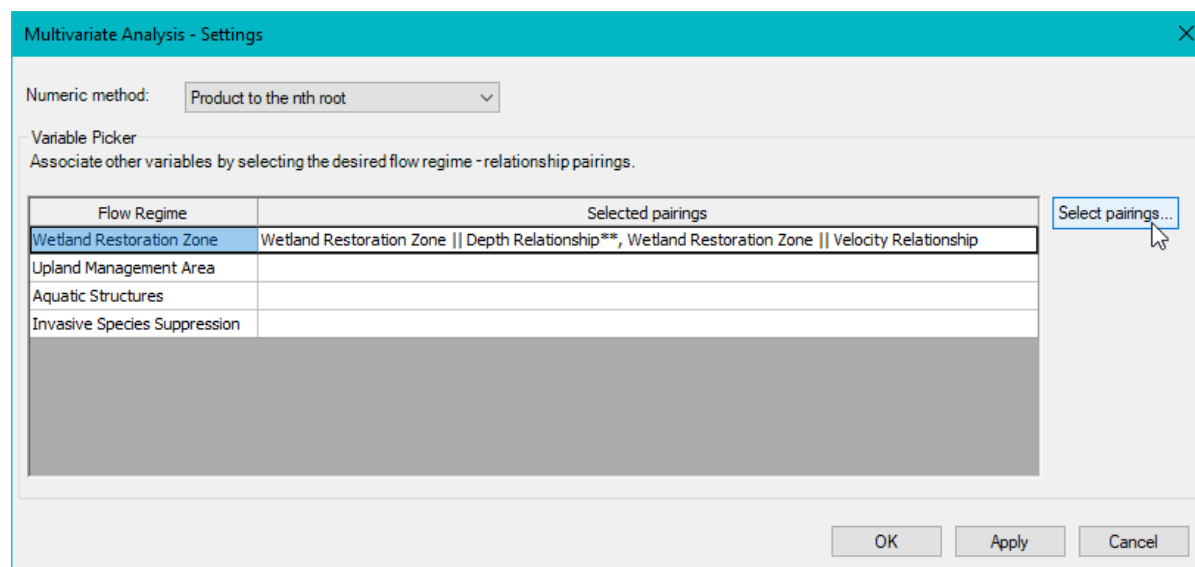 Multivariate Analysis - Settings
Numeric method: Product to the nth root
Variable Picker
Associate other variables by selecting the desired flow regime - relationship pairings.
Flow Regime Selected pairings
Select pairings...
Wetland Restoration Zone Wetland Restoration Zone || Depth Relationship**, Wetland Restoration Zone || Velocity Relationship
Upland Management Area
Aquatic Structures
Invasive Species Suppression
OK Apply Cancel